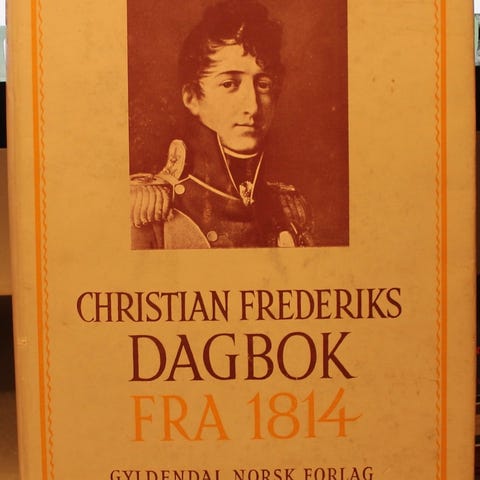 CHRISTIAN FREDERIKS
DAGBOK
FRA 1814
GYLDENDAL NORSK FORLAG